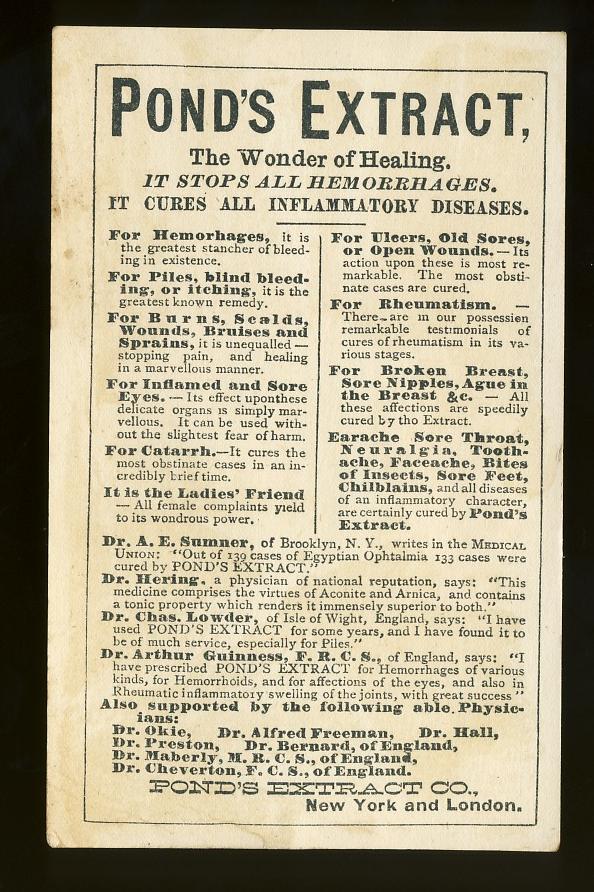 POND'S EXTRACT,
The Wonder of Healing.
IT STOPS ALL HEMORRHAGES.
IT CURES ALL INFLAMMATORY DISEASES.
For Hemorhages, it is
the greatest stancher of bleed-
ing in existence.
For Piles, blind bleed-
ing, or itching, it is the
greatest known remedy.
For Burns, Scalds,
Wounds, Bruises and
Sprains, it is unequalled —
stopping pain, and healing
in a marvellous manner.
For Inflamed and Sore
Eyes. — Its effect uponthese
delicate organs is simply mar-
vellous. It can be used with-
out the slightest fear of harm.
For Catarrh.—It cures the
most obstinate cases in an in-
credibly brief time.
It is the Ladies' Friend
— All female complaints yield
to its wondrous power.
For Ulcers, Old Sores,
or Open Wounds. — Its
action upon these is most re-
markable. The most obsti-
nate cases are cured.
For Rheumatism. —
There are in our possessien
remarkable testimonials of
cures of rheumatism in its va-
rious stages.
For Broken Breast,
Sore Nipples, Ague in
the Breast &c. — All
these affections are speedily
cured b7 tho Extract.
Earache Sore Throat,
Neuralgia, Tooth-
ache, Faceache, Bites
of Insects, Sore Feet,
Chilblains, and all diseases
of an inflammatory character,
are certainly cured by Pond's
Extract.
Dr. A. E. Sumner, of Brooklyn, N. Y., writes in the MEDICAL
UNION: "Out of 139 cases of Egyptian Ophtalmia 133 cases were
cured by POND'S EXTRACT."
Dr. Hering, a physician of national reputation, says: "This
medicine comprises the virtues of Aconite and Arnica, and contains
a tonic property which renders it immensely superior to both."
Dr. Chas. Lowder, of Isle of Wight, England, says: "I have
used POND'S EXTRACT for some years, and I have found it to
be of much service, especially for Piles."
Dr. Arthur Guinness, F. R. C. S., of England, says: "I
have prescribed POND'S EXTRACT for Hemorrhages of various
kinds, for Hemorrhoids, and for affections of the eyes, and also in
Rheumatic inflammatory swelling of the joints, with great success"
Also supported by the following able Physic-
ians:
Dr. Okie, Dr. Alfred Freeman, Dr. Hall,
Dr. Preston, Dr. Bernard, of England,
Dr. Maberly, M. R. C. S., of England,
Dr. Cheverton, F. C. S., of England.
POND'S EXTRACT CO.,
New York and London.